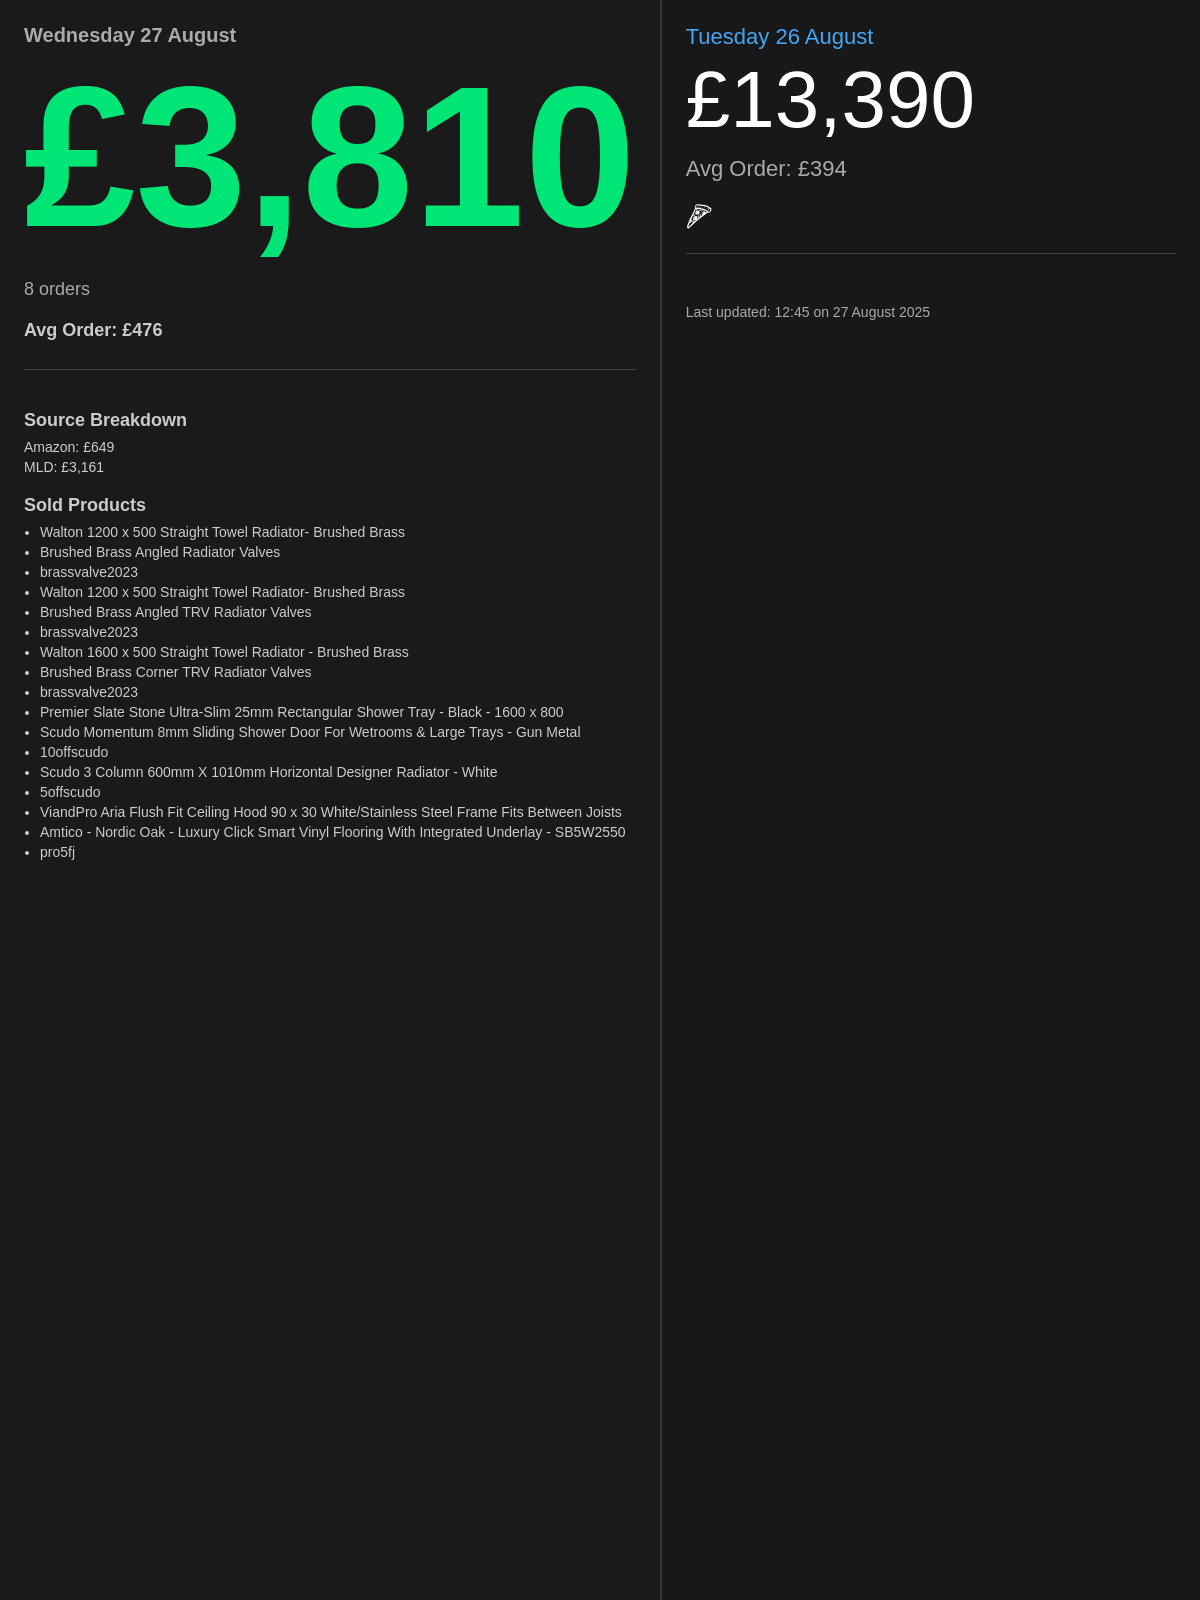 Wednesday 27 August
£3,810
8 orders
Avg Order: £476
Source Breakdown
Amazon: £649
MLD: £3,161
Sold Products
Walton 1200 x 500 Straight Towel Radiator- Brushed Brass
Brushed Brass Angled Radiator Valves
brassvalve2023
Walton 1200 x 500 Straight Towel Radiator- Brushed Brass
Brushed Brass Angled TRV Radiator Valves
brassvalve2023
Walton 1600 x 500 Straight Towel Radiator - Brushed Brass
Brushed Brass Corner TRV Radiator Valves
brassvalve2023
Premier Slate Stone Ultra-Slim 25mm Rectangular Shower Tray - Black - 1600 x 800
Scudo Momentum 8mm Sliding Shower Door For Wetrooms & Large Trays - Gun Metal
10offscudo
Scudo 3 Column 600mm X 1010mm Horizontal Designer Radiator - White
5offscudo
ViandPro Aria Flush Fit Ceiling Hood 90 x 30 White/Stainless Steel Frame Fits Between Joists
Amtico - Nordic Oak - Luxury Click Smart Vinyl Flooring With Integrated Underlay - SB5W2550
pro5fj
Tuesday 26 August
£13,390
Avg Order: £394
Last updated: 12:45 on 27 August 2025